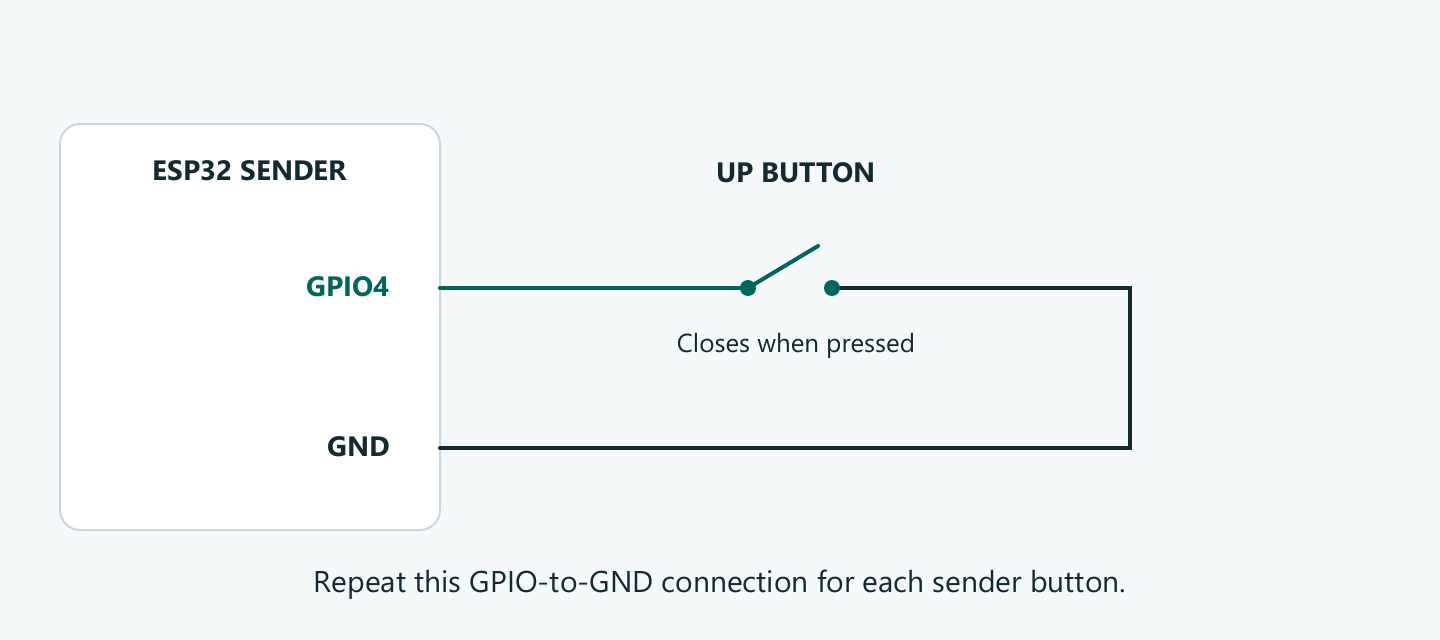 ESP32 SENDER
UP BUTTON
GPIO4
Closes when pressed
GND
Repeat this GPIO-to-GND connection for each sender button.